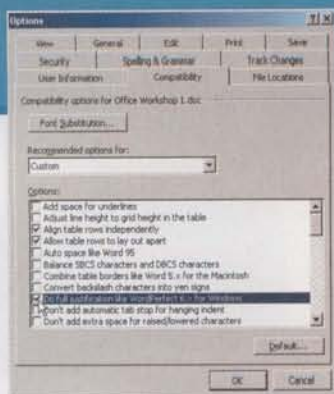 Options
View General Edit Print Save
Security Spelling & Grammar Track Changes
User Information Compatibility File Locations
Compatibility options for Office Workshop 1.doc
Font Substitution...
Recommended options for:
Custom
Options:
Add space for underlines
Adjust line height to grid height in the table
Align table rows independently
Allow table rows to lay out apart
Auto space like Word 95
Balance SBCS characters and DBCS characters
Combine table borders like Word 5.x for the Macintosh
Convert backslash characters into yen signs
Do full justification like WordPerfect 6.x for Windows
Don't add automatic tab stop for hanging indent
Don't add extra space for raised/lowered characters
Default...
OK Cancel